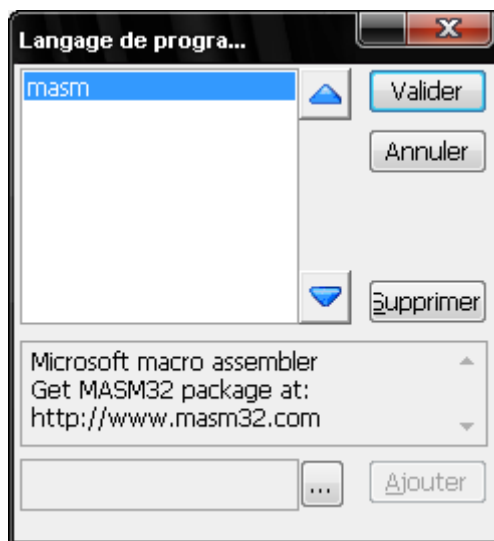 Langage de progra...
masm
Valider
Annuler
Supprimer
Microsoft macro assembler
Get MASM32 package at:
http://www.masm32.com
...
Ajouter